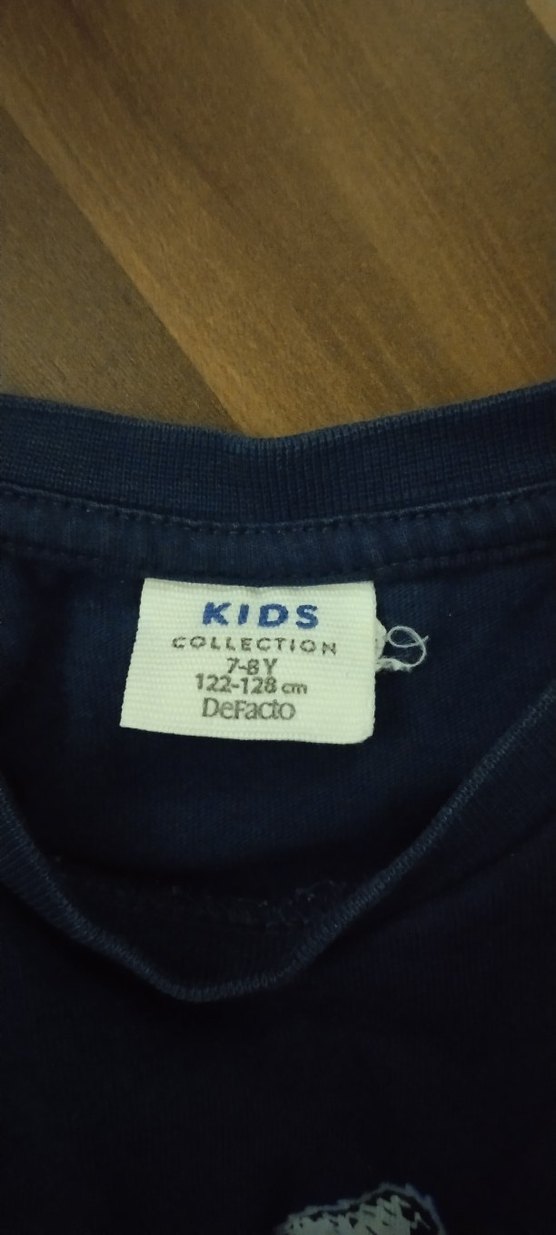 KIDS
COLLECTION
7-8 Y
122-128 cm
DeFacto